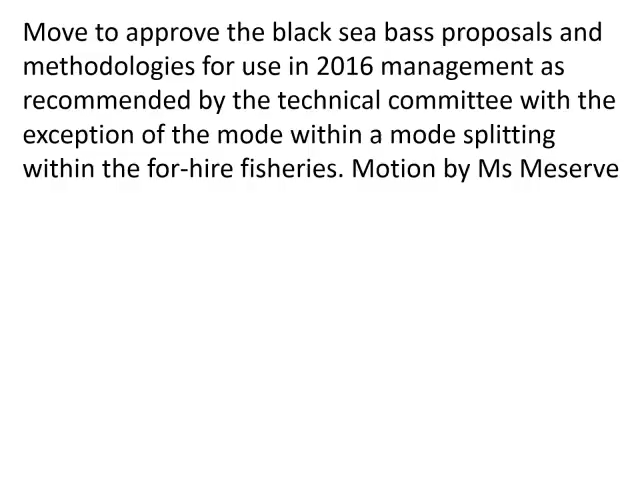 Move to approve the black sea bass proposals and
methodologies for use in 2016 management as
recommended by the technical committee with the
exception of the mode within a mode splitting
within the for-hire fisheries. Motion by Ms Meserve